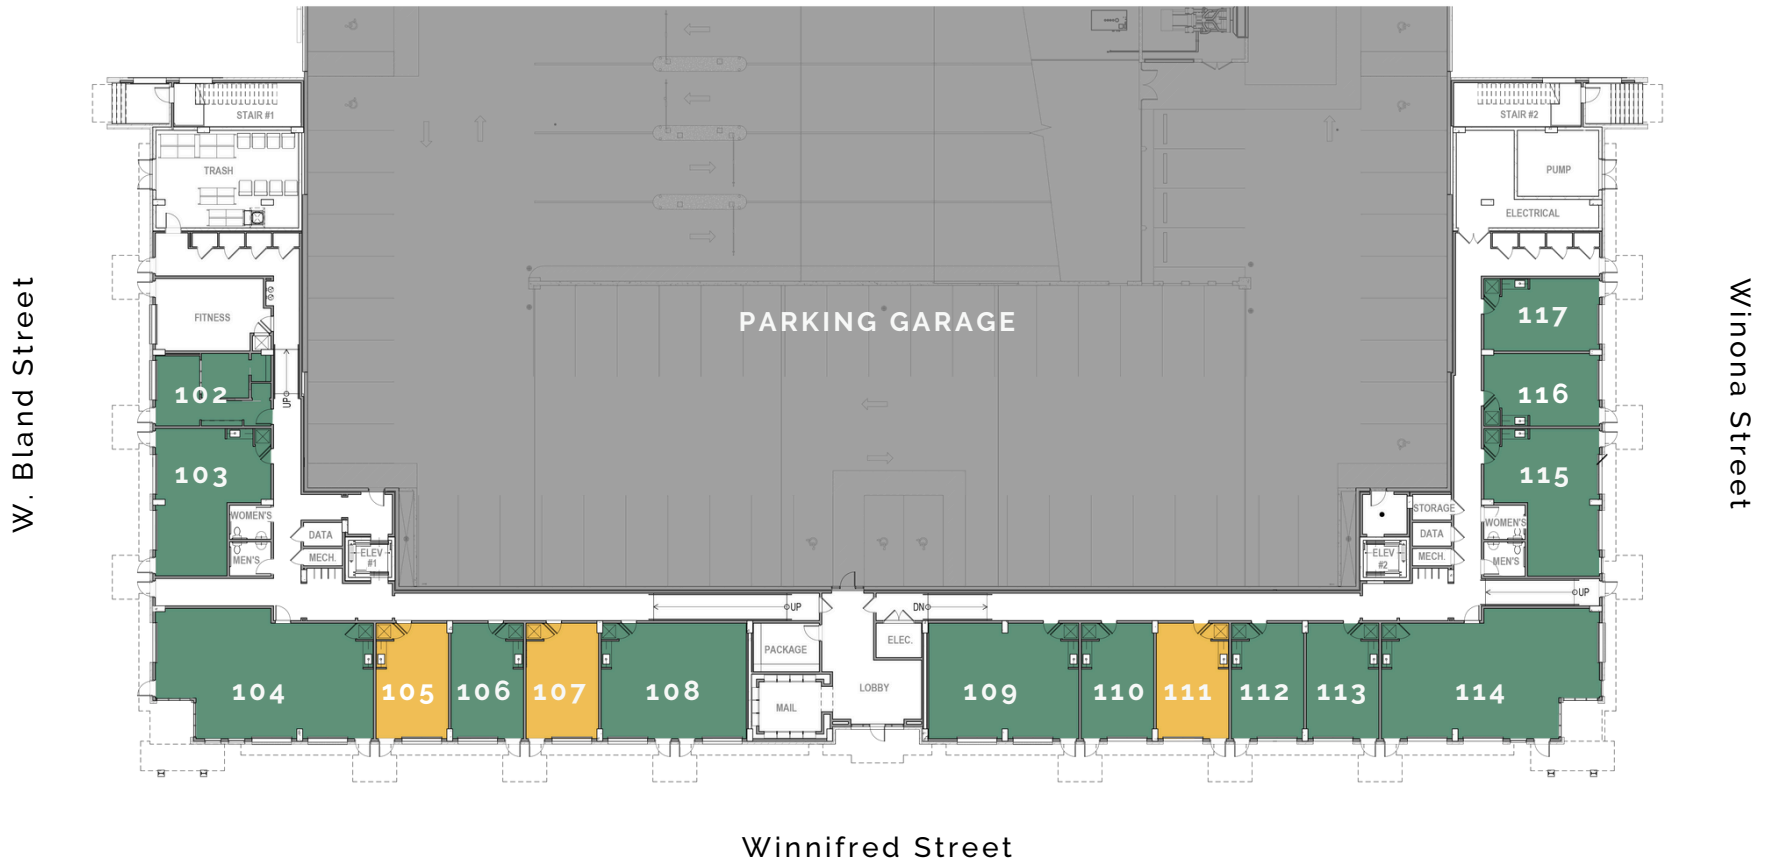 STAIR #1
STAIR #2
TRASH
PUMP
ELECTRICAL
W. Bland Street
FITNESS
PARKING GARAGE
117
Winona Street
102
UP
116
103
115
WOMEN'S
MEN'S
DATA
MECH.
ELEV
#1
STORAGE
DATA
MECH.
ELEV
#2
WOMEN'S
MEN'S
UP
DN
UP
ELEC.
PACKAGE
LOBBY
MAIL
104
105
106
107
108
109
110
111
112
113
114
Winnifred Street